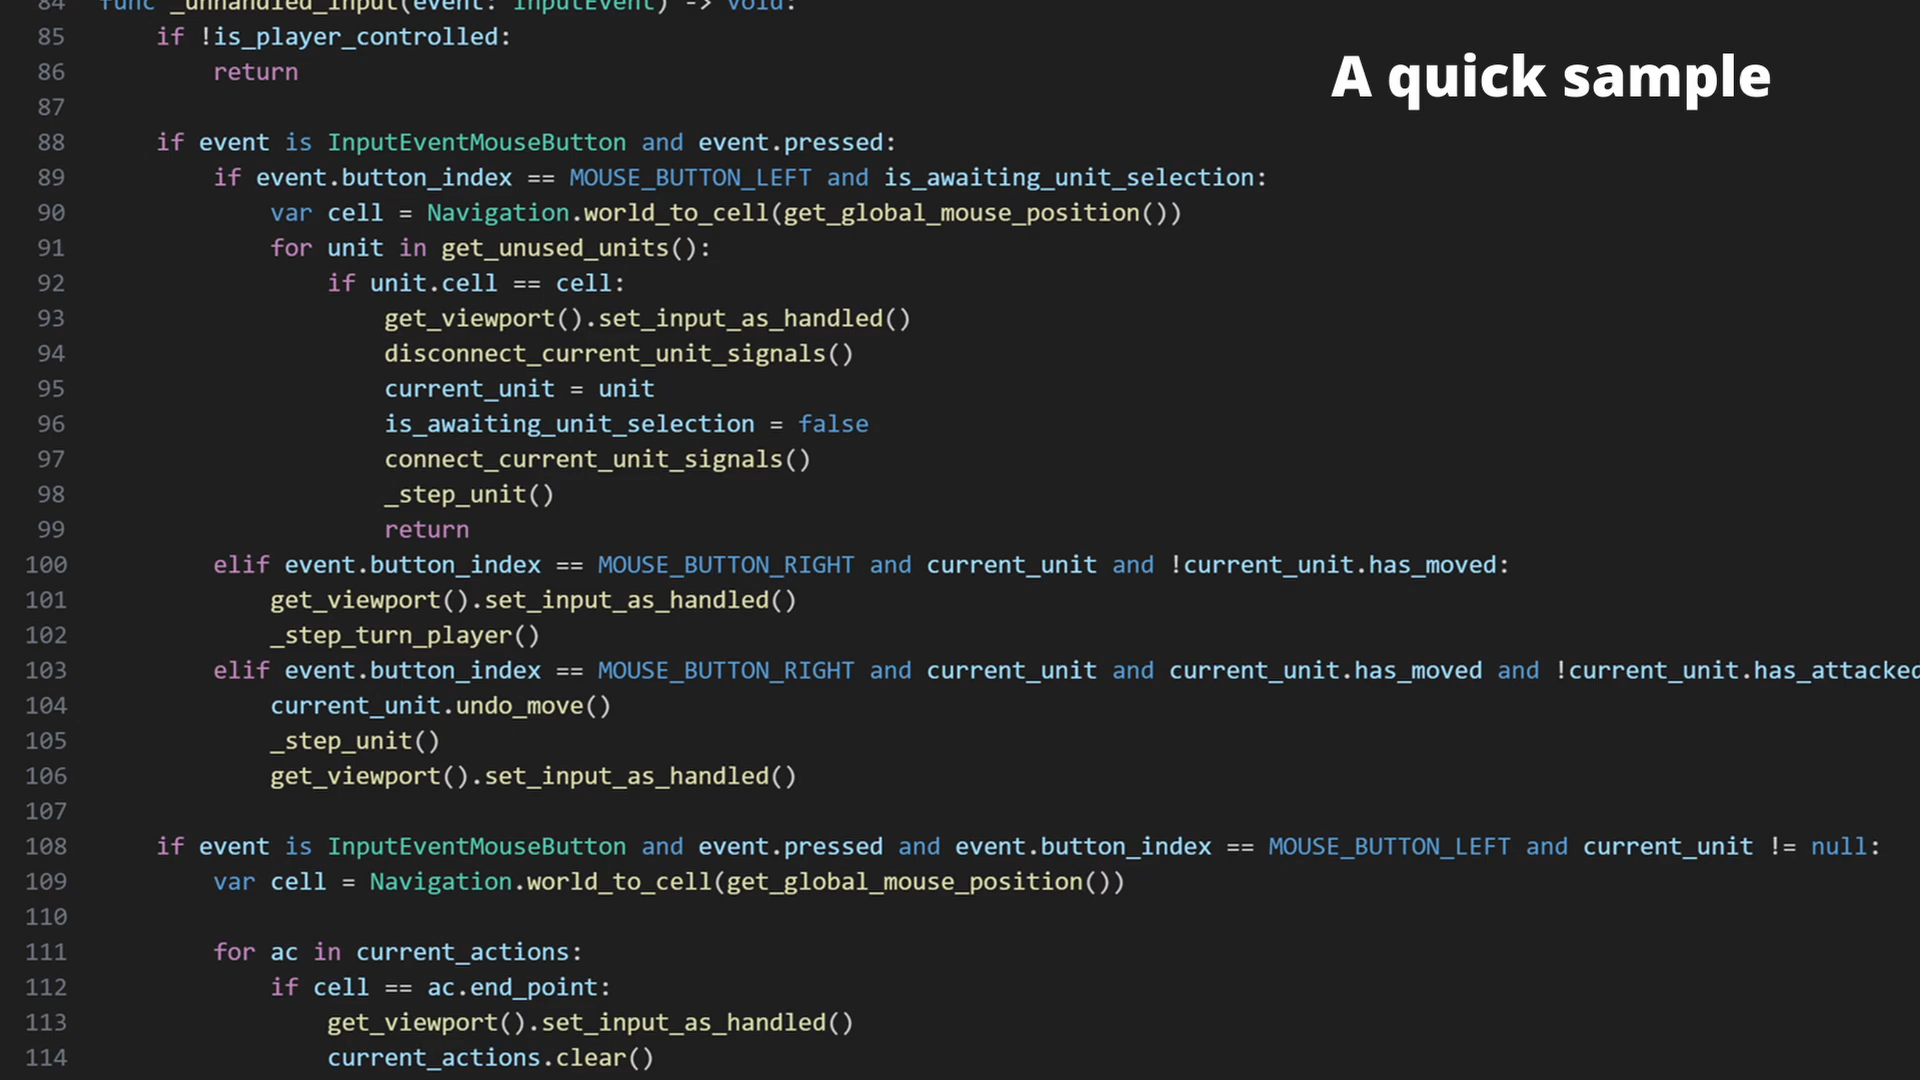 84 func _unhandled_input(event: InputEvent) -> void:
85 if !is_player_controlled:
86 return
A quick sample
87
88 if event is InputEventMouseButton and event.pressed:
89 if event.button_index == MOUSE_BUTTON_LEFT and is_awaiting_unit_selection:
90 var cell = Navigation.world_to_cell(get_global_mouse_position())
91 for unit in get_unused_units():
92 if unit.cell == cell:
93 get_viewport().set_input_as_handled()
94 disconnect_current_unit_signals()
95 current_unit = unit
96 is_awaiting_unit_selection = false
97 connect_current_unit_signals()
98 _step_unit()
99 return
100 elif event.button_index == MOUSE_BUTTON_RIGHT and current_unit and !current_unit.has_moved:
101 get_viewport().set_input_as_handled()
102 _step_turn_player()
103 elif event.button_index == MOUSE_BUTTON_RIGHT and current_unit and current_unit.has_moved and !current_unit.has_attacked
104 current_unit.undo_move()
105 _step_unit()
106 get_viewport().set_input_as_handled()
107
108 if event is InputEventMouseButton and event.pressed and event.button_index == MOUSE_BUTTON_LEFT and current_unit != null:
109 var cell = Navigation.world_to_cell(get_global_mouse_position())
110
111 for ac in current_actions:
112 if cell == ac.end_point:
113 get_viewport().set_input_as_handled()
114 current_actions.clear()